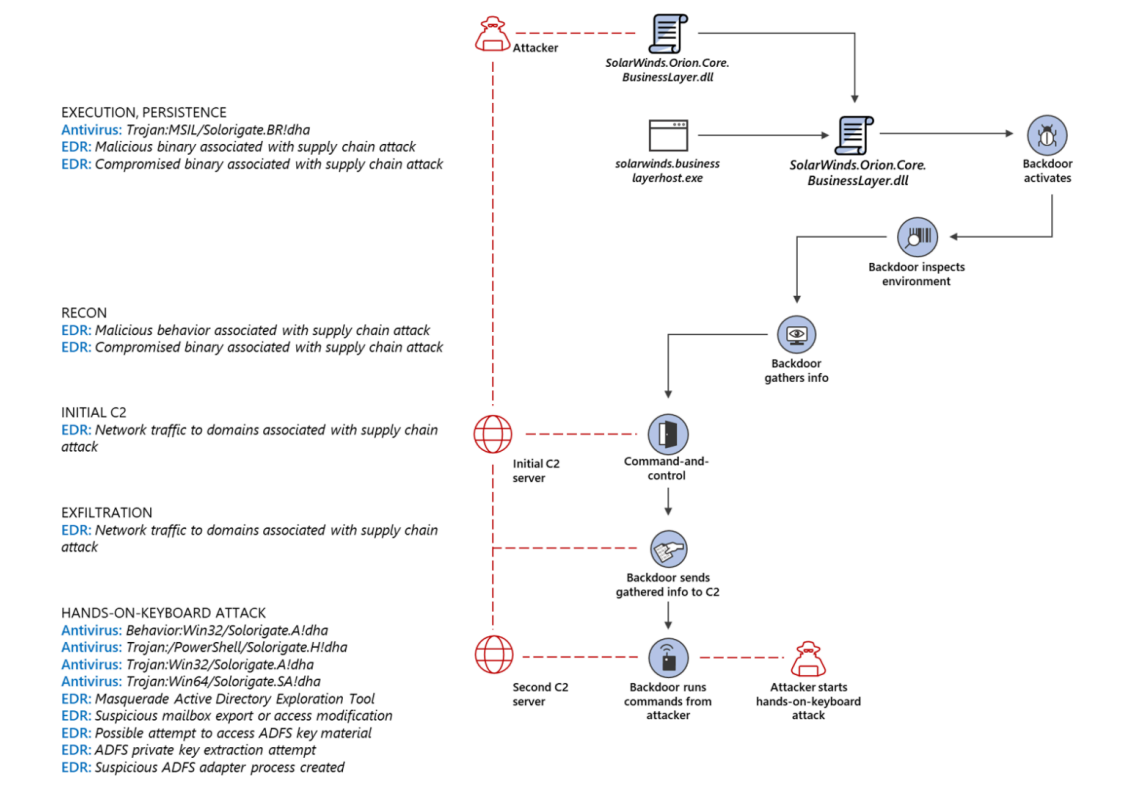 Attacker
SolarWinds.Orion.Core.
BusinessLayer.dll
EXECUTION, PERSISTENCE
Antivirus: Trojan:MSIL/Solorigate.BR!dha
EDR: Malicious binary associated with supply chain attack
EDR: Compromised binary associated with supply chain attack
solarwinds.business
layerhost.exe
SolarWinds.Orion.Core.
BusinessLayer.dll
Backdoor
activates
Backdoor inspects
environment
RECON
EDR: Malicious behavior associated with supply chain attack
EDR: Compromised binary associated with supply chain attack
Backdoor
gathers info
INITIAL C2
EDR: Network traffic to domains associated with supply chain
attack
Initial C2
server
Command-and-
control
EXFILTRATION
EDR: Network traffic to domains associated with supply chain
attack
Backdoor sends
gathered info to C2
HANDS-ON-KEYBOARD ATTACK
Antivirus: Behavior:Win32/Solorigate.A!dha
Antivirus: Trojan:/PowerShell/Solorigate.H!dha
Antivirus: Trojan:Win32/Solorigate.A!dha
Antivirus: Trojan:Win64/Solorigate.SA!dha
EDR: Masquerade Active Directory Exploration Tool
EDR: Suspicious mailbox export or access modification
EDR: Possible attempt to access ADFS key material
EDR: ADFS private key extraction attempt
EDR: Suspicious ADFS adapter process created
Second C2
server
Backdoor runs
commands from
attacker
Attacker starts
hands-on-keyboard
attack